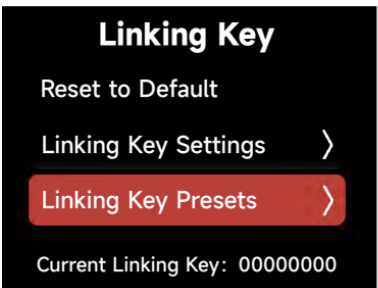 Linking Key
Reset to Default
Linking Key Settings 〉
Linking Key Presets 〉
Current Linking Key: 00000000